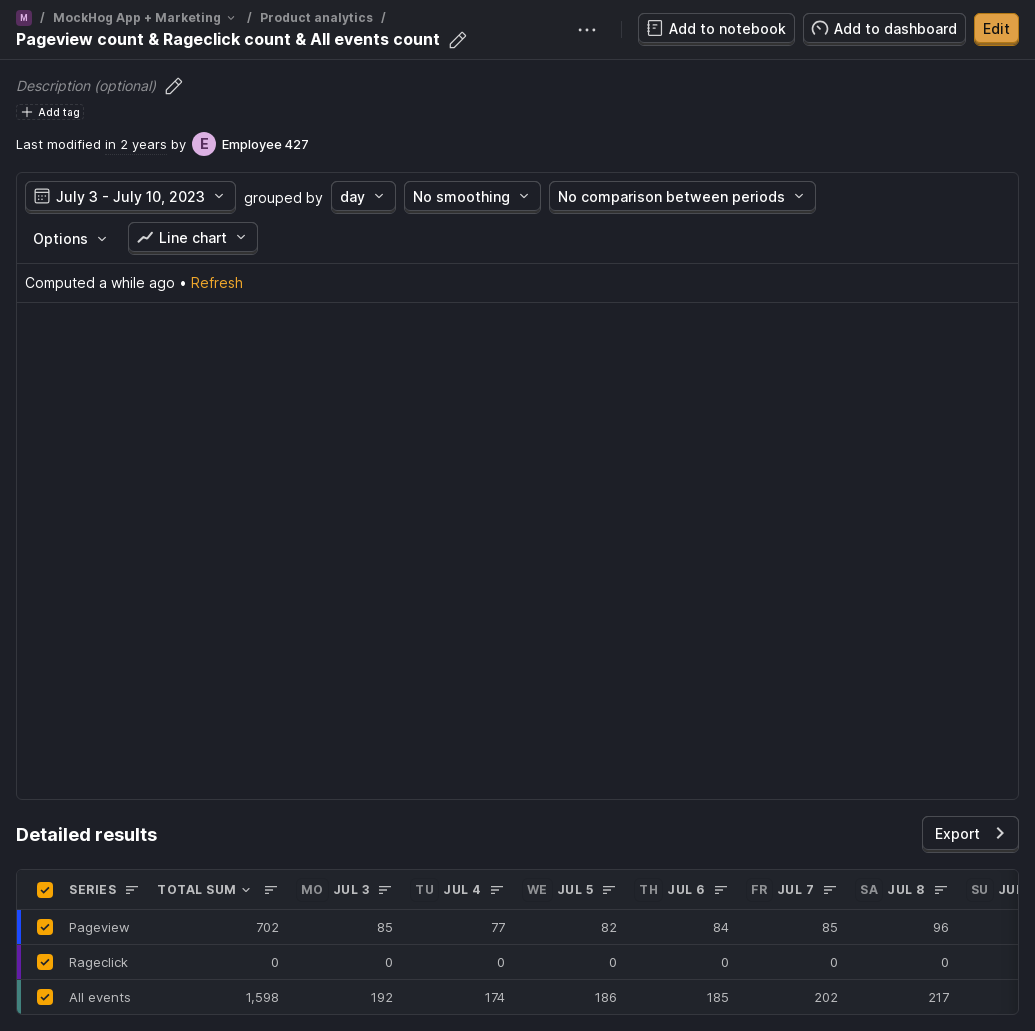 M / MockHog App + Marketing / Product analytics /
Pageview count & Rageclick count & All events count
Add to notebook Add to dashboard Edit
Description (optional)
Add tag
Last modified in 2 years by E Employee 427
July 3 - July 10, 2023 grouped by day No smoothing No comparison between periods
Options Line chart
Computed a while ago • Refresh
Detailed results Export
SERIES TOTAL SUM MO JUL 3 TU JUL 4 WE JUL 5 TH JUL 6 FR JUL 7 SA JUL 8 SU
Pageview 702 85 77 82 84 85 96
Rageclick 0 0 0 0 0 0 0
All events 1,598 192 174 186 185 202 217